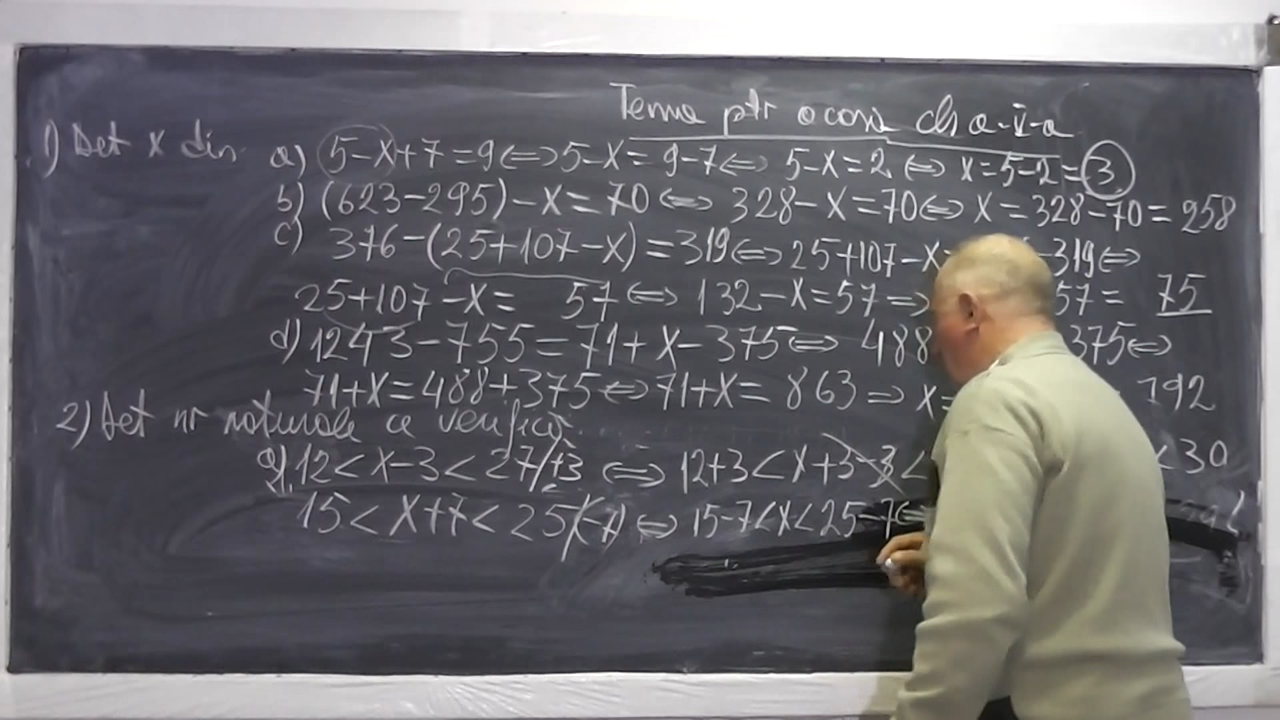 Tema ptr acasă cls a-V-a
1) Det x din a) 5-x+7=9⇔5-x=9-7⇔ 5-x=2⇔ x=5-2=3
b) (623-295)-x=70⇔ 328-x=70⇔ x=328-70=258
c) 376-(25+107-x)=319⇔25+107-x -319⇔
25+107-x= 57⇔ 132-x=57⇒ 57= 75
d) 1243-755=71+x-375⇔ 488 375⇔
71+x=488+375⇔71+x= 863⇒x= 792
2) Det nr naturale ce verifică
a) 12<x-3<27/+3 ⇔ 12+3<x+3-3< <30
15<x+7<25/(-7)⇔ 15-7<x<25-7⇔